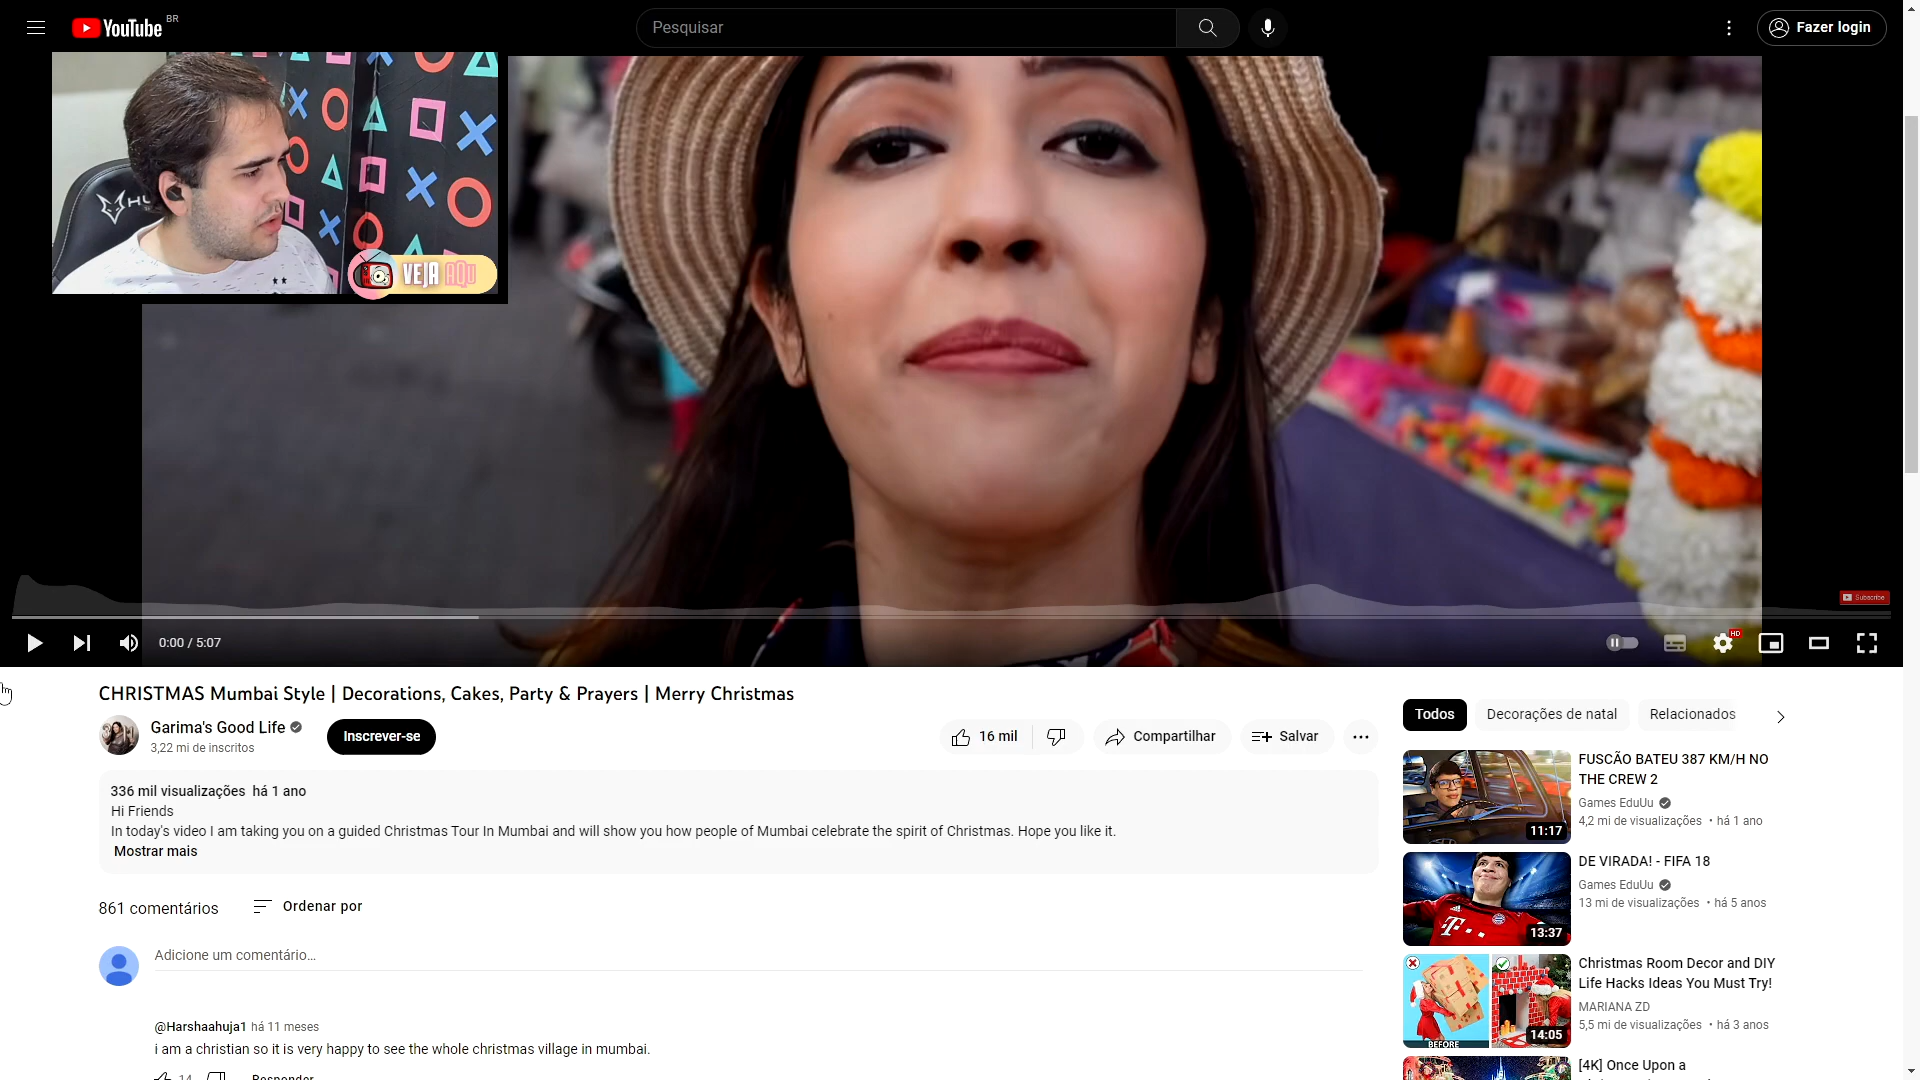 YouTube BR
Pesquisar
Fazer login
VEJA AQU
Subscribe
0:00 / 5:07
HD
CHRISTMAS Mumbai Style | Decorations, Cakes, Party & Prayers | Merry Christmas
Garima's Good Life
3,22 mi de inscritos
Inscrever-se
16 mil
Compartilhar
Salvar
336 mil visualizações há 1 ano
Hi Friends
In today's video I am taking you on a guided Christmas Tour In Mumbai and will show you how people of Mumbai celebrate the spirit of Christmas. Hope you like it.
Mostrar mais
861 comentários
Ordenar por
Adicione um comentário...
@Harshaahuja1 há 11 meses
i am a christian so it is very happy to see the whole christmas village in mumbai.
14
Responder
Todos
Decorações de natal
Relacionados
FUSCÃO BATEU 387 KM/H NO
THE CREW 2
Games EduUu
4,2 mi de visualizações • há 1 ano
11:17
DE VIRADA! - FIFA 18
Games EduUu
13 mi de visualizações • há 5 anos
13:37
Christmas Room Decor and DIY
Life Hacks Ideas You Must Try!
MARIANA ZD
5,5 mi de visualizações • há 3 anos
14:05
BEFORE
[4K] Once Upon a